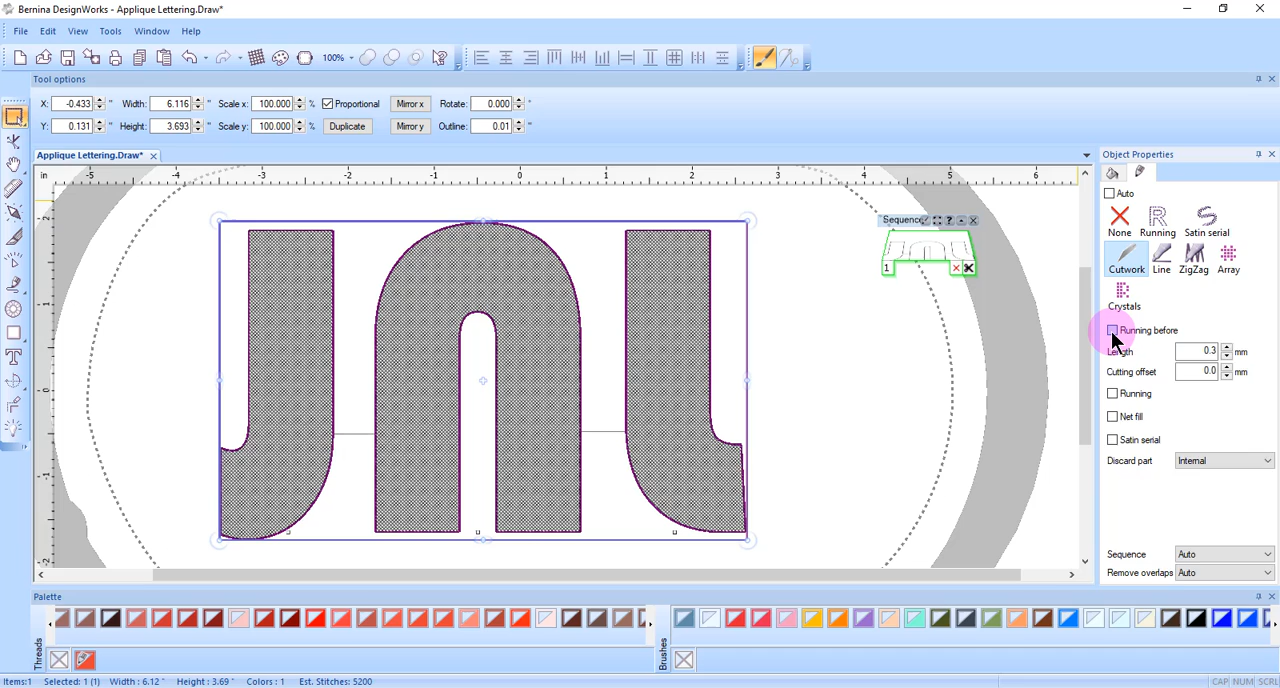 Bernina DesignWorks - Applique Lettering.Draw*
File Edit View Tools Window Help
100%
Tool options
X: -0.433 " Width: 6.116 " Scale x: 100.000 % Proportional Mirror x Rotate: 0.000 °
Y: 0.131 " Height: 3.693 " Scale y: 100.000 % Duplicate Mirror y Outline: 0.01 "
Applique Lettering.Draw* Object Properties
in -5 -4 -3 -2 -1 0 1 2 3 4 5 6
Auto
None Running Satin serial
Sequence
1
Cutwork Line ZigZag Array
Crystals
Running before
Length 0.3 mm
Cutting offset 0.0 mm
Running
Net fill
Satin serial
Discard part Internal
Sequence Auto
Remove overlaps Auto
Palette
Threads
Brushes
Items:1 Selected: 1 (1) Width : 6.12 " Height : 3.69 " Colors : 1 Est. Stitches: 5200 CAP NUM SCRL